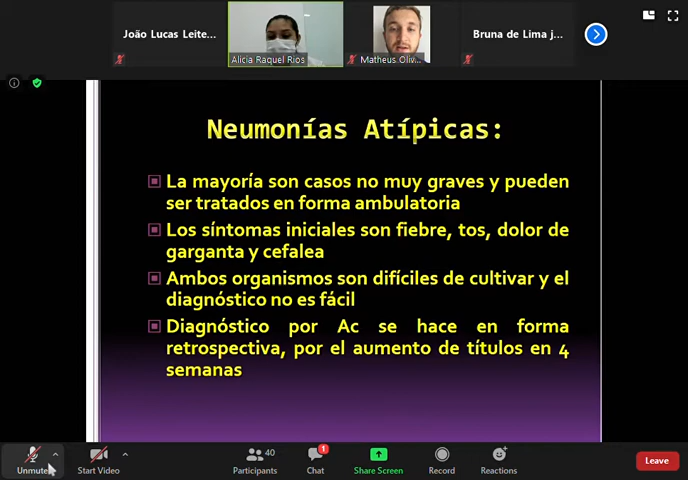 João Lucas Leite...
Alicia Raquel Rios
Matheus Oliv...
Bruna de Lima j...
Neumonías Atípicas:
La mayoría son casos no muy graves y pueden
ser tratados en forma ambulatoria
Los síntomas iniciales son fiebre, tos, dolor de
garganta y cefalea
Ambos organismos son difíciles de cultivar y el
diagnóstico no es fácil
Diagnóstico por Ac se hace en forma
retrospectiva, por el aumento de títulos en 4
semanas
Unmute
Start Video
40
Participants
1
Chat
Share Screen
Record
Reactions
Leave